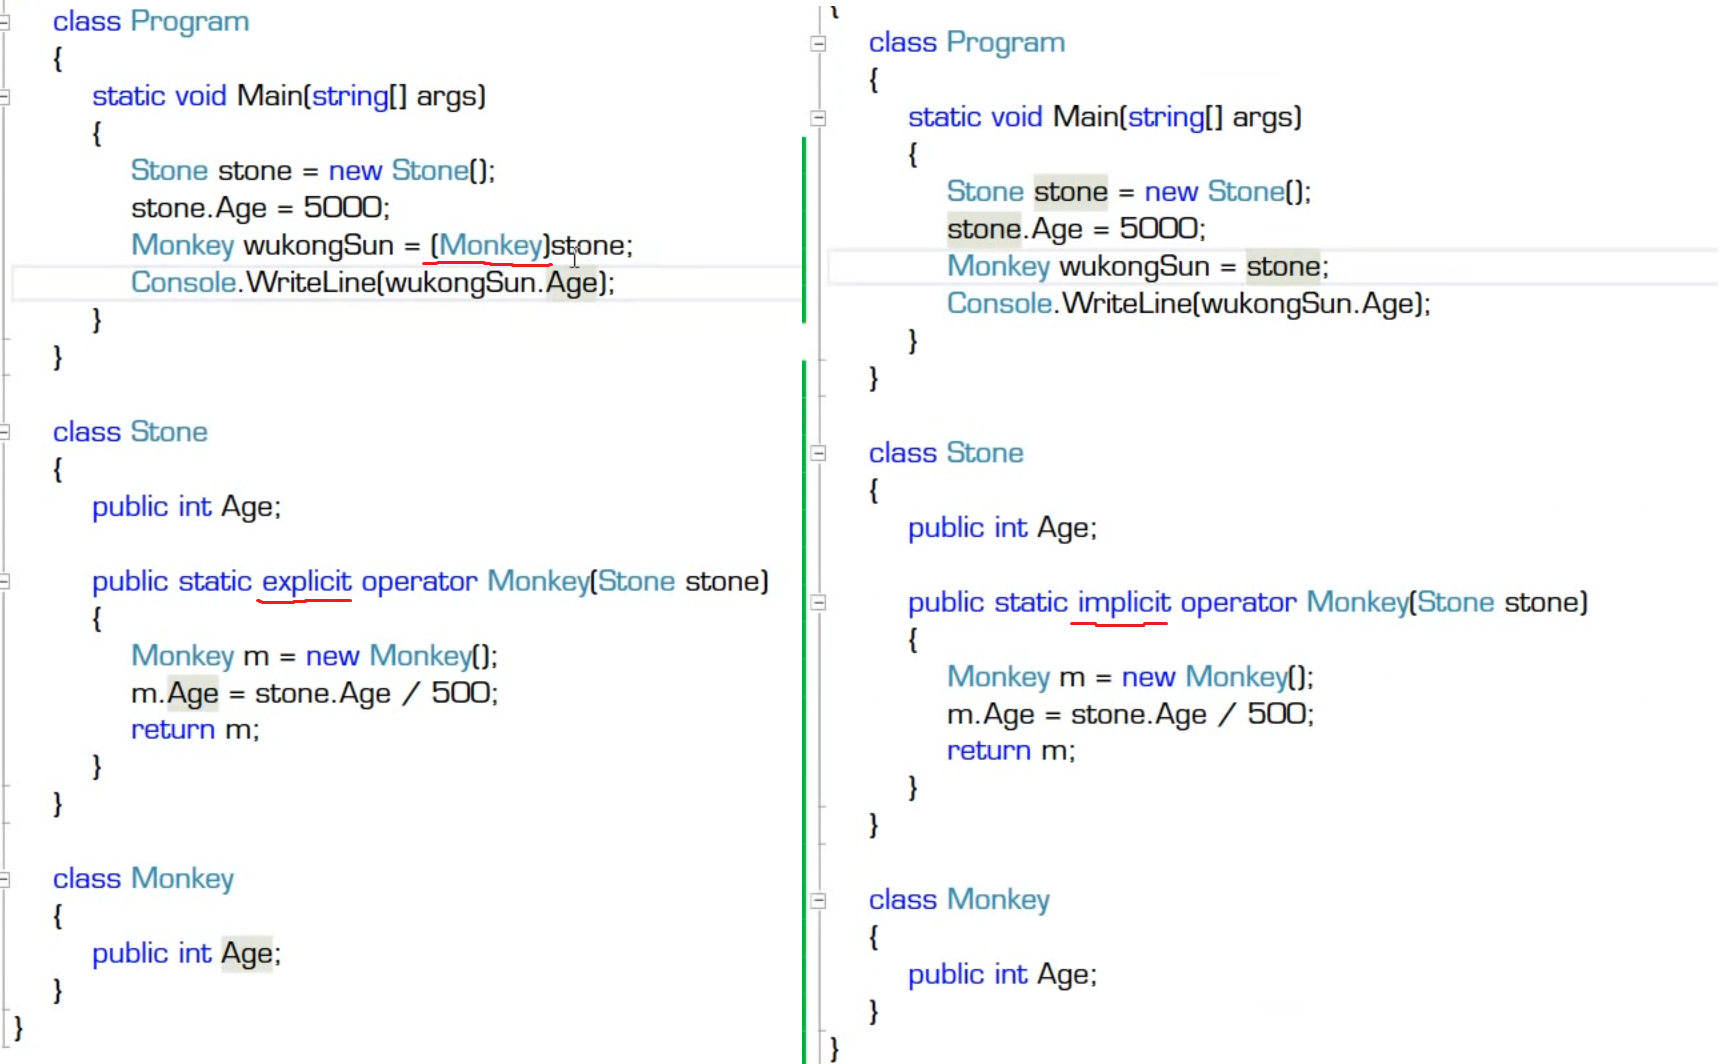 class Program
{
static void Main(string[] args)
{
Stone stone = new Stone();
stone.Age = 5000;
Monkey wukongSun = (Monkey)stone;
Console.WriteLine(wukongSun.Age);
}
}
class Stone
{
public int Age;
public static explicit operator Monkey(Stone stone)
{
Monkey m = new Monkey();
m.Age = stone.Age / 500;
return m;
}
}
class Monkey
{
public int Age;
}
}
class Program
{
static void Main(string[] args)
{
Stone stone = new Stone();
stone.Age = 5000;
Monkey wukongSun = stone;
Console.WriteLine(wukongSun.Age);
}
}
class Stone
{
public int Age;
public static implicit operator Monkey(Stone stone)
{
Monkey m = new Monkey();
m.Age = stone.Age / 500;
return m;
}
}
class Monkey
{
public int Age;
}
}